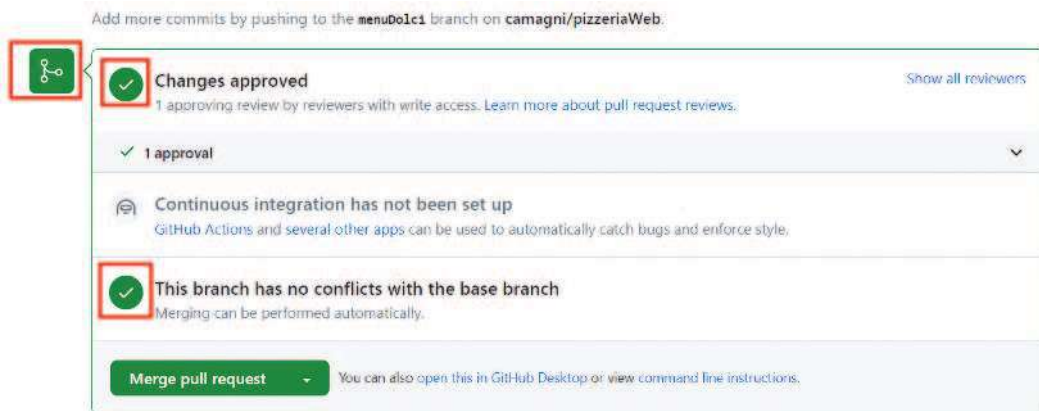 Add more commits by pushing to the menuDolci branch on camagni/pizzeriaWeb.
Changes approved
Show all reviewers
1 approving review by reviewers with write access. Learn more about pull request reviews.
1 approval
Continuous integration has not been set up
GitHub Actions and several other apps can be used to automatically catch bugs and enforce style.
This branch has no conflicts with the base branch
Merging can be performed automatically.
Merge pull request
You can also open this in GitHub Desktop or view command line instructions.